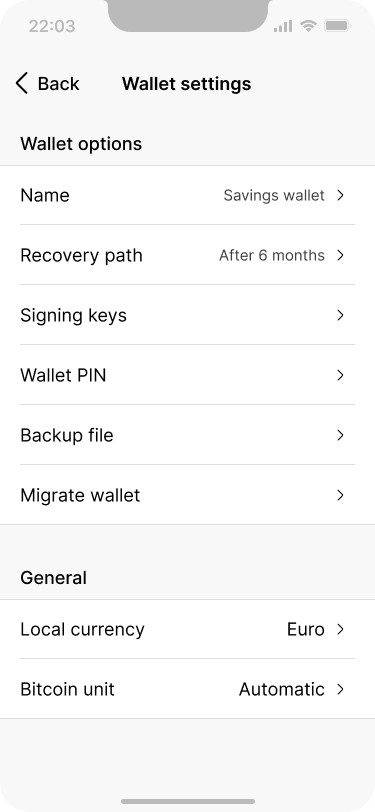 22:03
Back Wallet settings
Wallet options
Name Savings wallet
Recovery path After 6 months
Signing keys
Wallet PIN
Backup file
Migrate wallet
General
Local currency Euro
Bitcoin unit Automatic